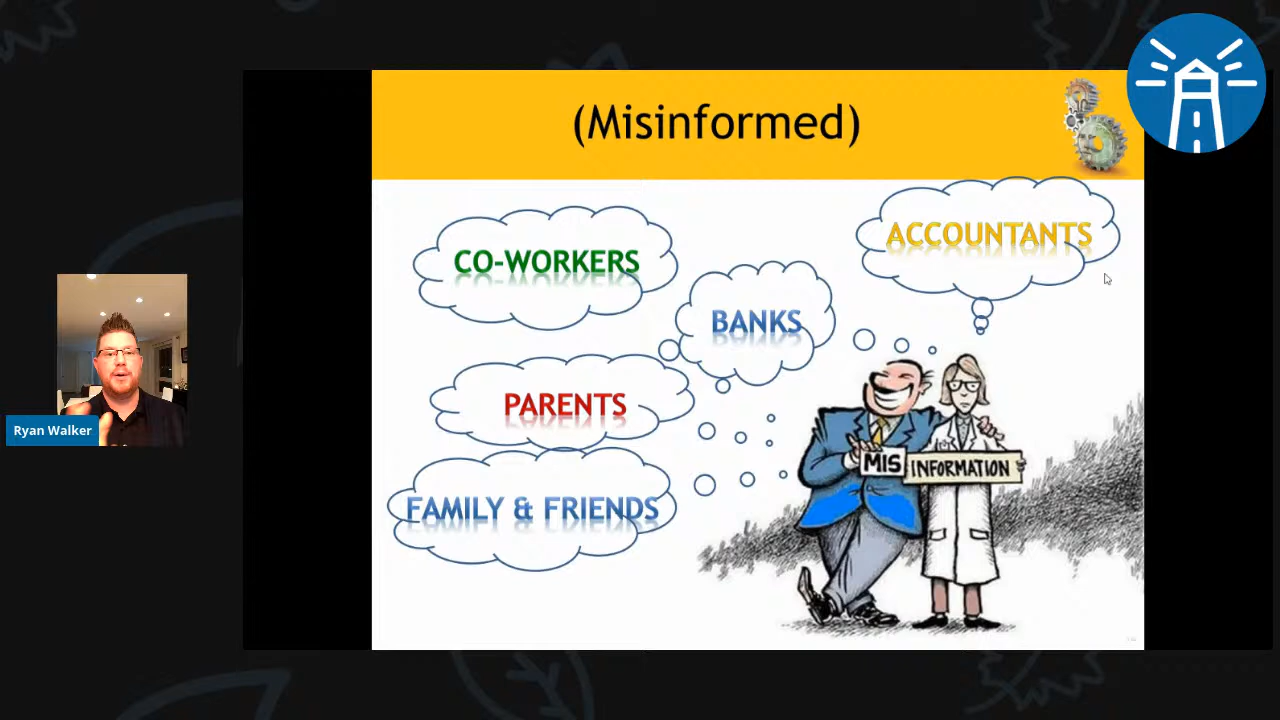 (Misinformed)
ACCOUNTANTS
CO-WORKERS
BANKS
PARENTS
FAMILY & FRIENDS
MIS INFORMATION
Ryan Walker